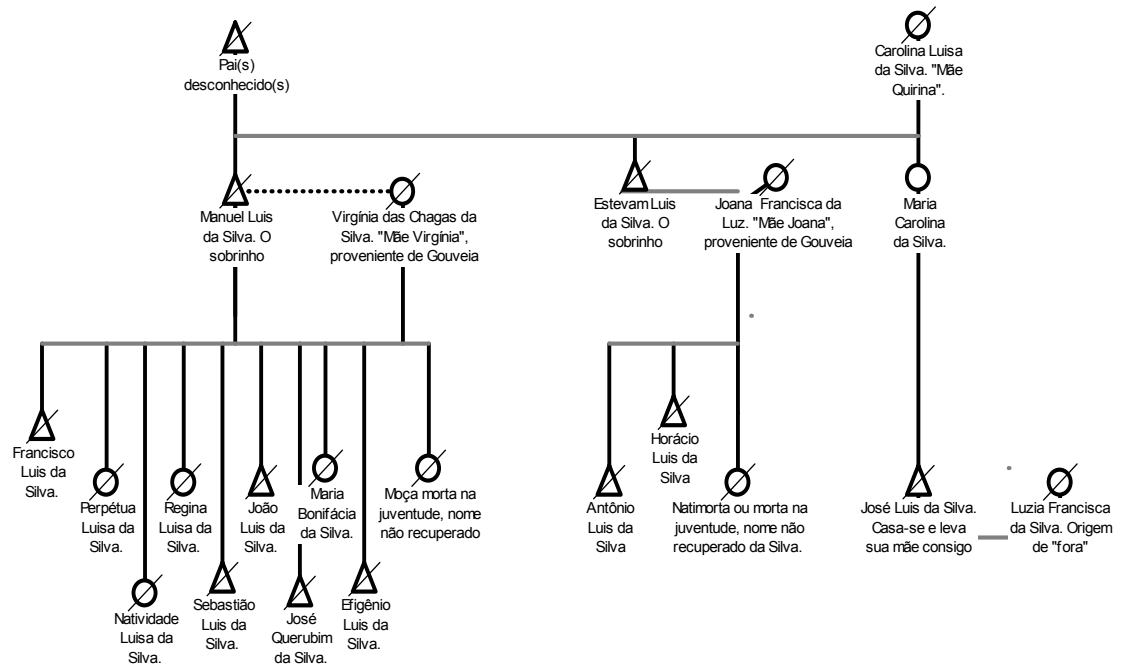 Pai(s)
desconhecido(s)
Carolina Luisa
da Silva. "Mãe
Quirina".
Manuel Luis
da Silva. O
sobrinho
Virgínia das Chagas da
Silva. "Mãe Virgínia",
proveniente de Gouveia
Estevam Luis
da Silva. O
sobrinho
Joana Francisca da
Luz. "Mãe Joana",
proveniente de Gouveia
Maria
Carolina
da Silva.
Francisco
Luis da
Silva.
Perpétua
Luisa da
Silva.
Natividade
Luisa da
Silva.
Regina
Luisa da
Silva.
Sebastião
Luis da
Silva.
João
Luis da
Silva.
José
Querubim
da Silva.
Maria
Bonifácia
da Silva.
Efigênio
Luis da
Silva.
Moça morta na
juventude, nome
não recuperado
Antônio
Luis da
Silva
Horácio
Luis da
Silva
Natimorta ou morta na
juventude, nome não
recuperado da Silva.
José Luis da Silva.
Casa-se e leva
sua mãe consigo
Luzia Francisca
da Silva. Origem
de "fora"